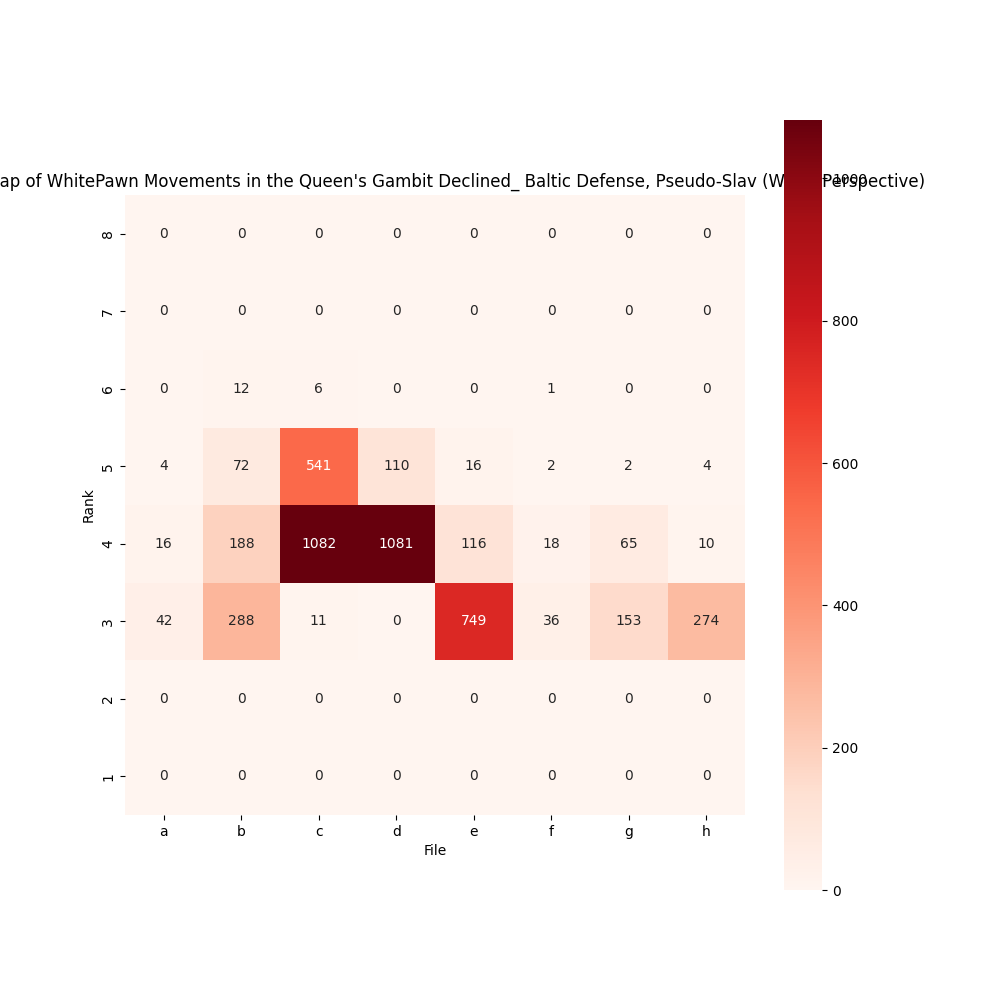 ap of WhitePawn Movements in the Queen's Gambit Declined_ Baltic Defense, Pseudo-Slav (W Perspective)
8 0 0 0 0 0 0 0 0
7 0 0 0 0 0 0 0 0
6 0 12 6 0 0 1 0 0
5 4 72 541 110 16 2 2 4
4 16 188 1082 1081 116 18 65 10
3 42 288 11 0 749 36 153 274
2 0 0 0 0 0 0 0 0
1 0 0 0 0 0 0 0 0
a b c d e f g h
File
Rank
1000
800
600
400
200
0